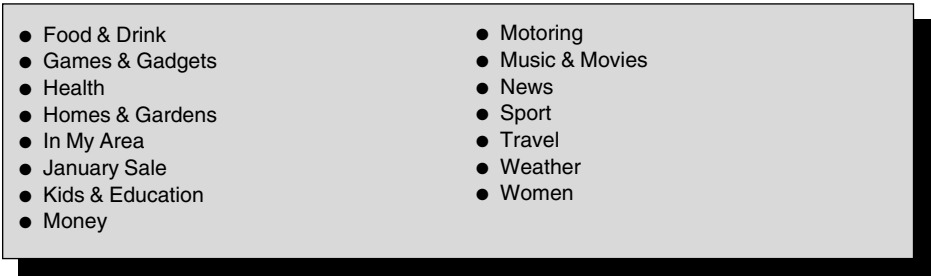 ● Food & Drink
● Games & Gadgets
● Health
● Homes & Gardens
● In My Area
● January Sale
● Kids & Education
● Money
● Motoring
● Music & Movies
● News
● Sport
● Travel
● Weather
● Women